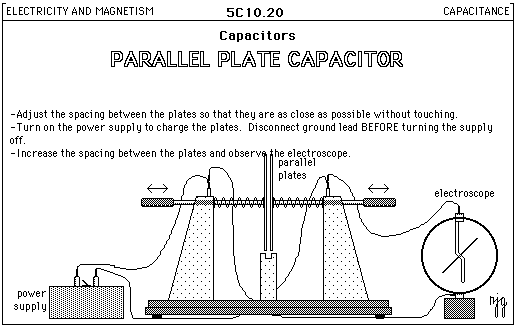 ELECTRICITY AND MAGNETISM 5C10.20 CAPACITANCE
Capacitors
PARALLEL PLATE CAPACITOR
-Adjust the spacing between the plates so that they are as close as possible without touching.
-Turn on the power supply to charge the plates. Disconnect ground lead BEFORE turning the supply
off.
-Increase the spacing between the plates and observe the electroscope.
parallel
plates
electroscope
power
supply
njg